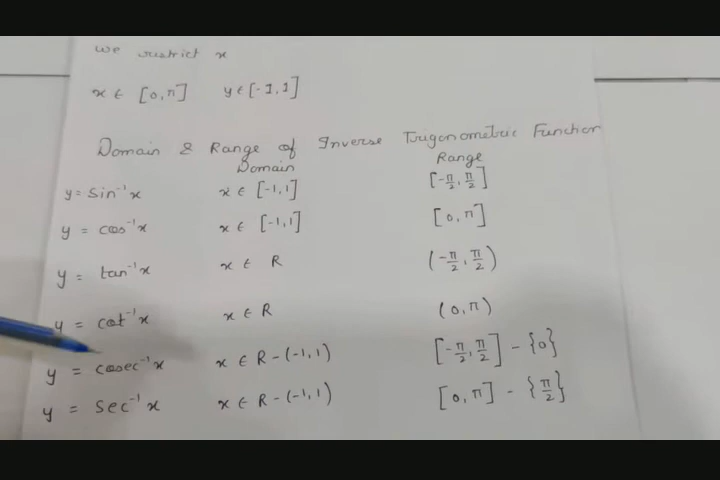 we restrict x
x ∈ [0,π] y ∈ [-1,1]
Domain & Range of Inverse Trigonometric Function
Domain Range
y = sin⁻¹x x ∈ [-1,1] [-π/2, π/2]
y = cos⁻¹x x ∈ [-1,1] [0,π]
y = tan⁻¹x x ∈ R (-π/2, π/2)
y = cot⁻¹x x ∈ R (0,π)
y = cosec⁻¹x x ∈ R-(-1,1) [-π/2, π/2] - {0}
y = sec⁻¹x x ∈ R-(-1,1) [0,π] - {π/2}